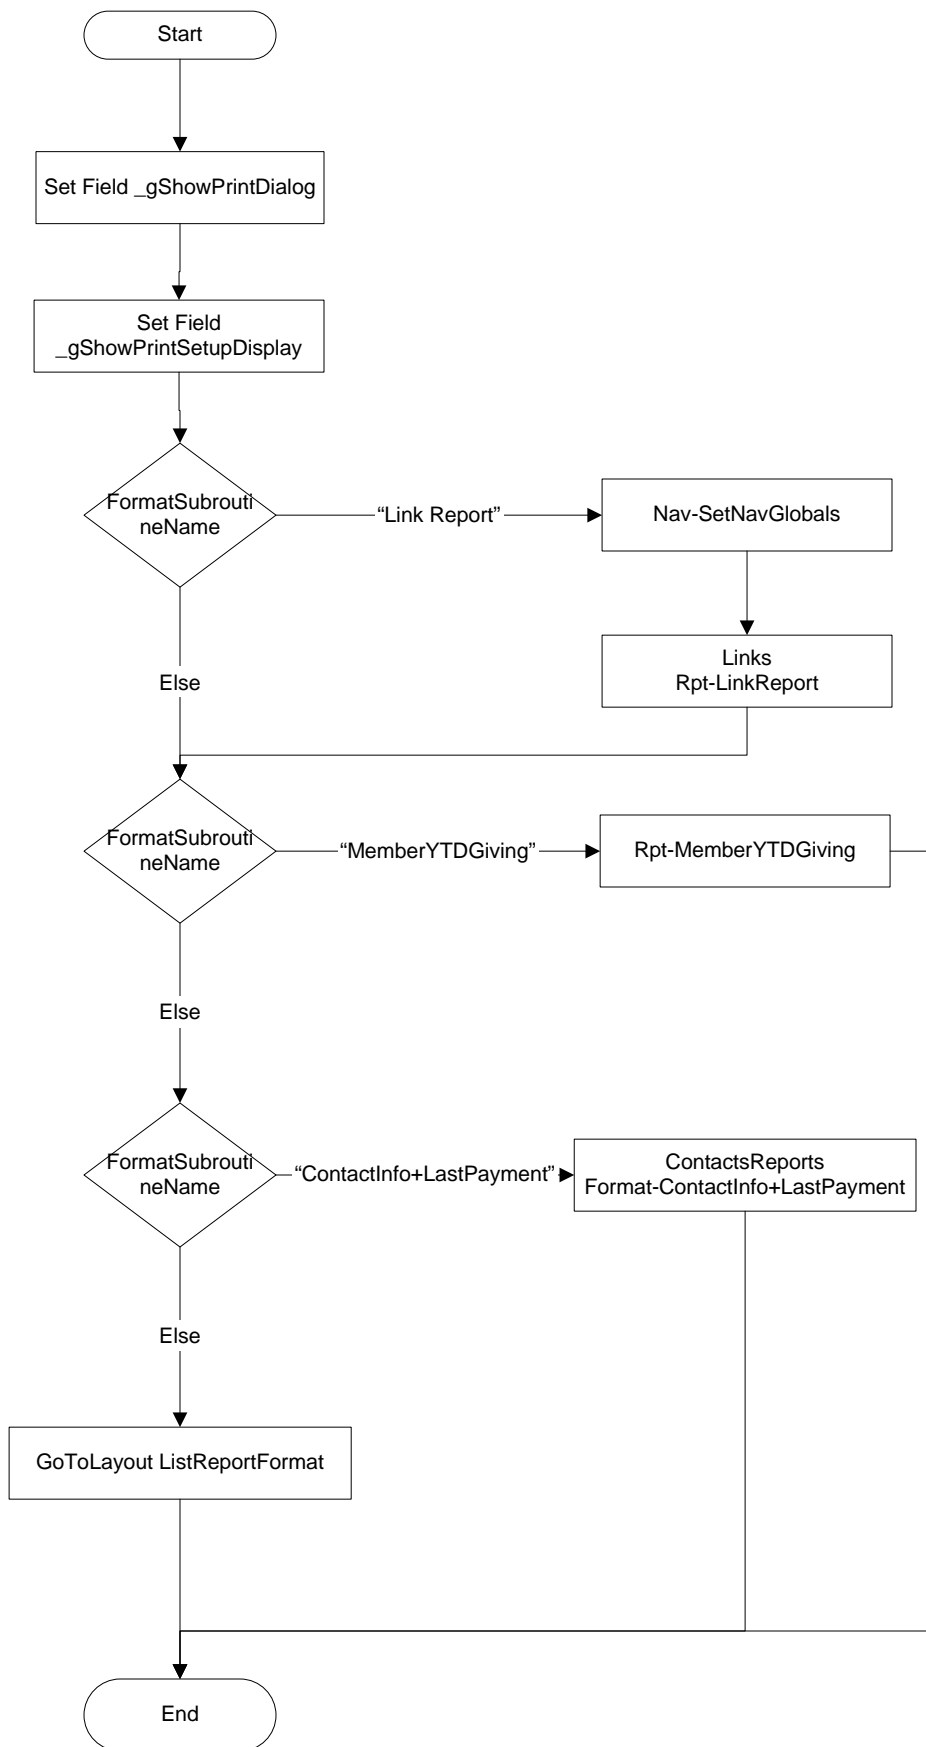 Start
Set Field _gShowPrintDialog
Set Field
_gShowPrintSetupDisplay
FormatSubrouti
neName
“Link Report”
Nav-SetNavGlobals
Links
Rpt-LinkReport
Else
FormatSubrouti
neName
“MemberYTDGiving”
Rpt-MemberYTDGiving
Else
FormatSubrouti
neName
“ContactInfo+LastPayment”
ContactsReports
Format-ContactInfo+LastPayment
Else
GoToLayout ListReportFormat
End